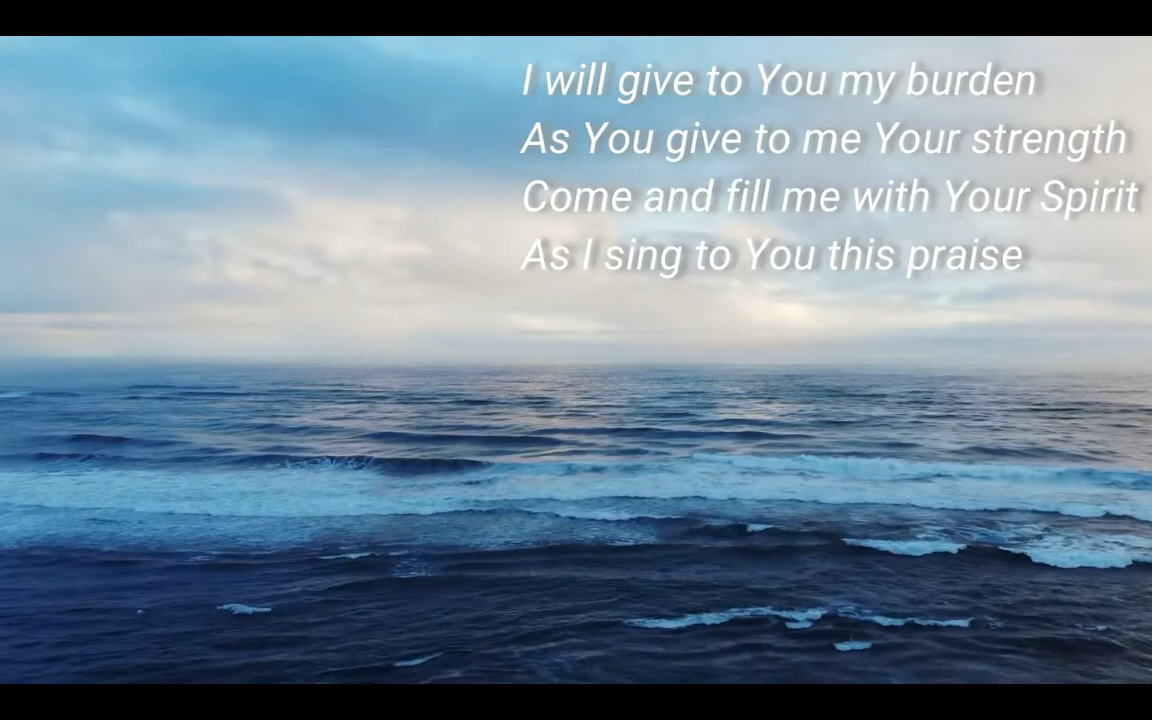 I will give to You my burden
As You give to me Your strength
Come and fill me with Your Spirit
As I sing to You this praise